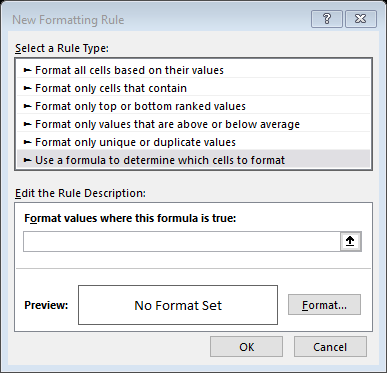 New Formatting Rule
Select a Rule Type:
► Format all cells based on their values
► Format only cells that contain
► Format only top or bottom ranked values
► Format only values that are above or below average
► Format only unique or duplicate values
► Use a formula to determine which cells to format
Edit the Rule Description:
Format values where this formula is true:
Preview:
No Format Set
Format...
OK
Cancel